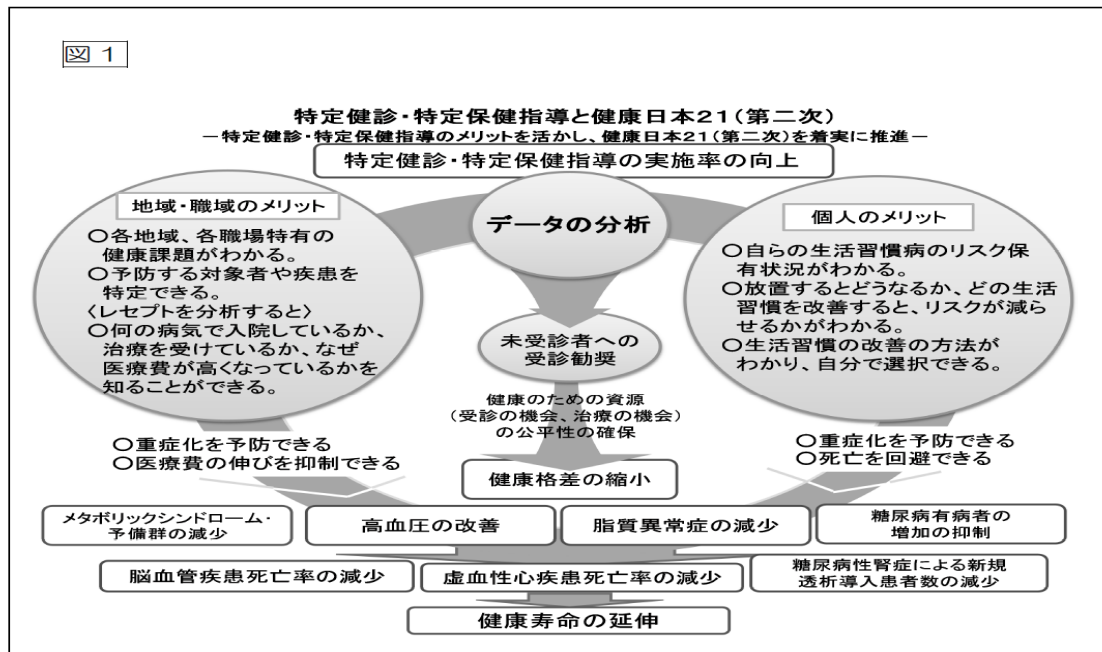 図 1
特定健診・特定保健指導と健康日本21（第二次）
－特定健診・特定保健指導のメリットを活かし、健康日本21（第二次）を着実に推進－
特定健診・特定保健指導の実施率の向上
地域・職域のメリット
○各地域、各職場特有の
健康課題がわかる。
○予防する対象者や疾患を
特定できる。
〈レセプトを分析すると〉
○何の病気で入院しているか、
治療を受けているか、なぜ
医療費が高くなっているかを
知ることができる。
○重症化を予防できる
○医療費の伸びを抑制できる
データの分析
未受診者への
受診勧奨
健康のための資源
（受診の機会、治療の機会）
の公平性の確保
健康格差の縮小
個人のメリット
○自らの生活習慣病のリスク保
有状況がわかる。
○放置するとどうなるか、どの生活
習慣を改善すると、リスクが減ら
せるかがわかる。
○生活習慣の改善の方法が
わかり、自分で選択できる。
○重症化を予防できる
○死亡を回避できる
メタボリックシンドローム・
予備群の減少
高血圧の改善
脂質異常症の減少
糖尿病有病者の
増加の抑制
脳血管疾患死亡率の減少
虚血性心疾患死亡率の減少
糖尿病性腎症による新規
透析導入患者数の減少
健康寿命の延伸